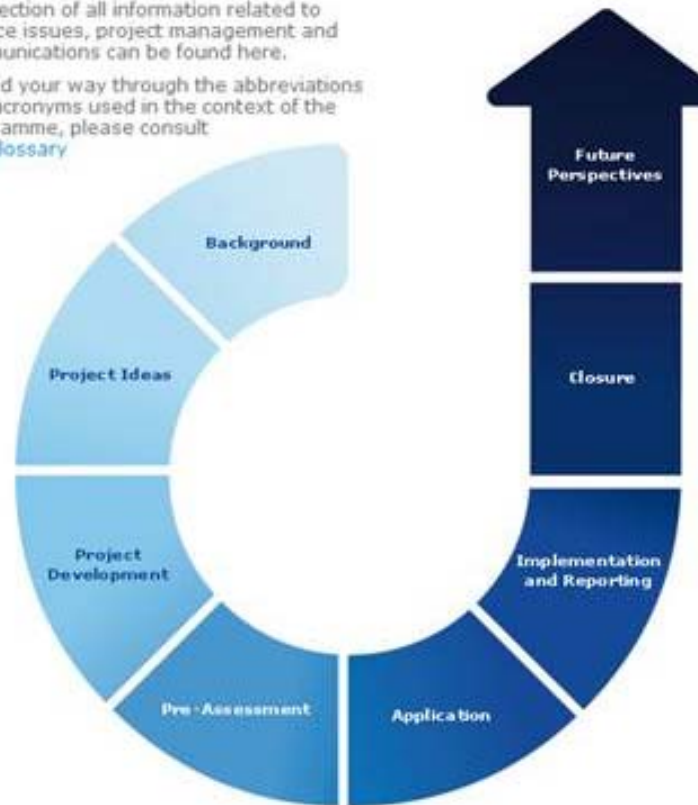 ection of all information related to
ce issues, project management and
unications can be found here.
d your way through the abbreviations
cronyms used in the context of the
amme, please consult
lossary
Background
Project Ideas
Project
Development
Pre-Assessment
Application
Implementation
and Reporting
Closure
Future
Perspectives